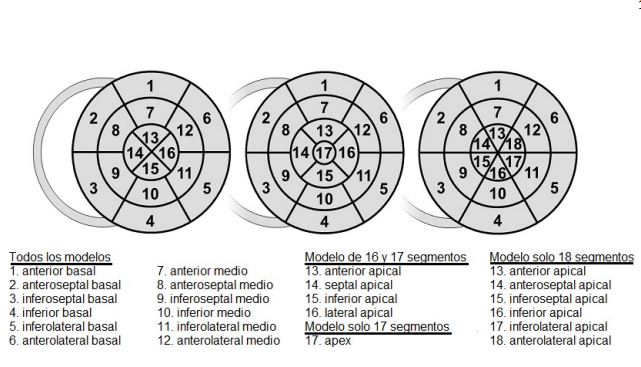 1
7
2
6
8
12
13
14
16
15
9
11
3
5
10
4
1
7
2
6
8
13
12
14
17
16
9
15
11
3
5
10
4
1
7
2
6
8
13
12
14
18
15
17
9
16
11
3
5
10
4
Todos los modelos
1. anterior basal
2. anteroseptal basal
3. inferoseptal basal
4. inferior basal
5. inferolateral basal
6. anterolateral basal
7. anterior medio
8. anteroseptal medio
9. inferoseptal medio
10. inferior medio
11. inferolateral medio
12. anterolateral medio
Modelo de 16 y 17 segmentos
13. anterior apical
14. septal apical
15. inferior apical
16. lateral apical
Modelo solo 17 segmentos
17. apex
Modelo solo 18 segmentos
13. anterior apical
14. anteroseptal apical
15. inferoseptal apical
16. inferior apical
17. inferolateral apical
18. anterolateral apical